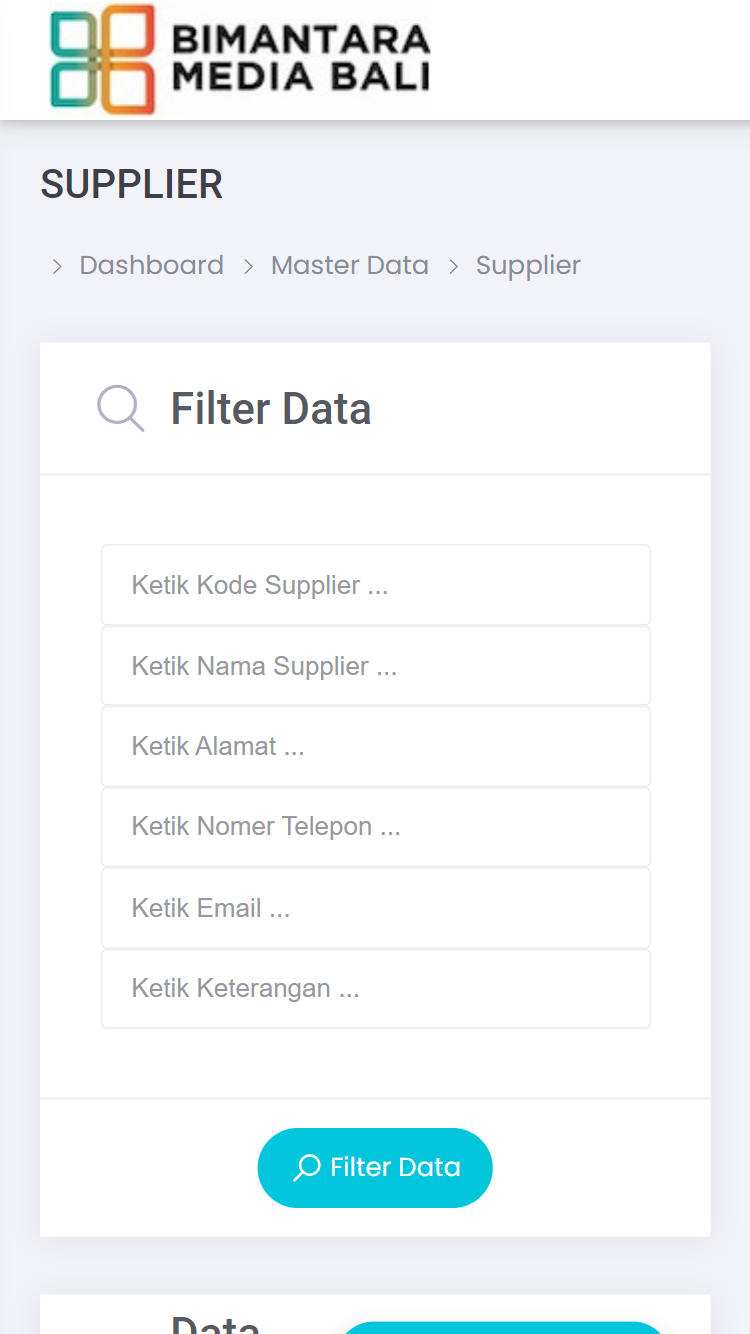 BIMANTARA
MEDIA BALI
SUPPLIER
Dashboard
Master Data
Supplier
Filter Data
Ketik Kode Supplier ...
Ketik Nama Supplier ...
Ketik Alamat ...
Ketik Nomer Telepon ...
Ketik Email ...
Ketik Keterangan ...
Filter Data
Data